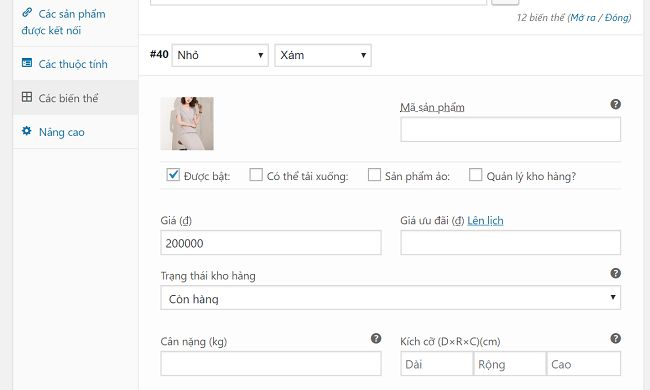 Các sản phẩm
được kết nối
12 biến thể (Mở ra / Đóng)
#40 Nhỏ Xám
Các thuộc tính
Các biến thể
Nâng cao
Mã sản phẩm
Được bật: Có thể tải xuống: Sản phẩm ảo: Quản lý kho hàng?
Giá (₫) Giá ưu đãi (₫) Lên lịch
200000
Trạng thái kho hàng
Còn hàng
Cân nặng (kg) Kích cỡ (D×R×C)(cm)
Dài Rộng Cao